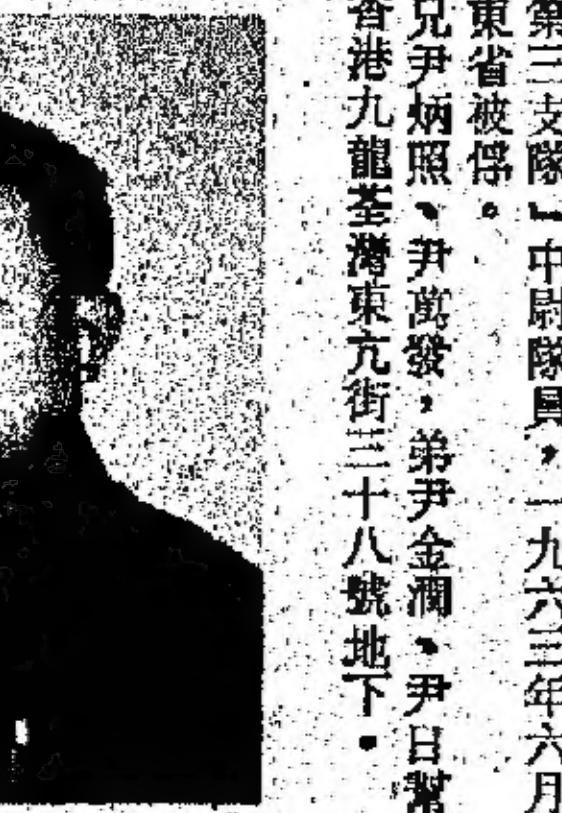 第三支隊」中尉隊員，一九六三年六月
東省被俘。
兄尹炳照、尹萬發，弟尹金潤、尹日幫
香港九龍荃灣東亢街三十八號地下。